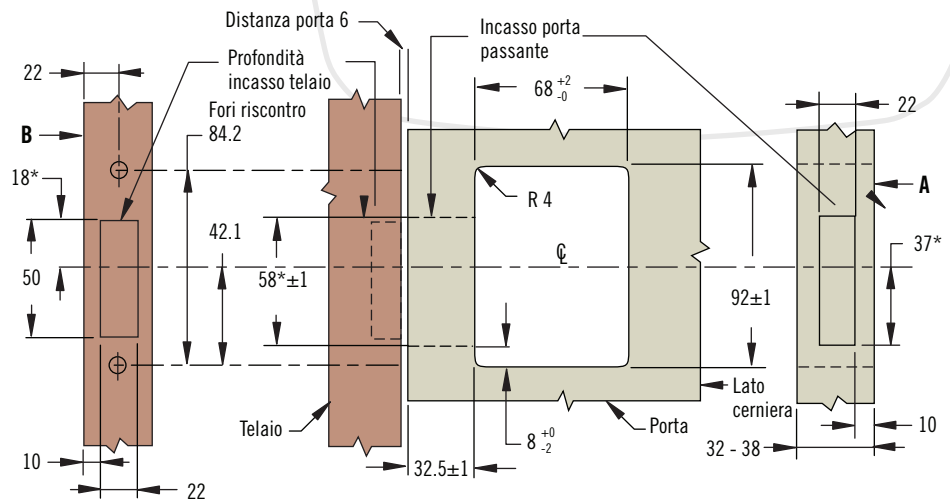 Distanza porta 6
Incasso porta
passante
Profondità
incasso telaio
22
68 +2 -0
22
Fori riscontro
B
84.2
A
18*
R 4
42.1
37*
50
58*±1
℄
92±1
Lato
cerniera
Telaio
Porta
8 +0 -2
10
32.5±1
32 - 38
10
22